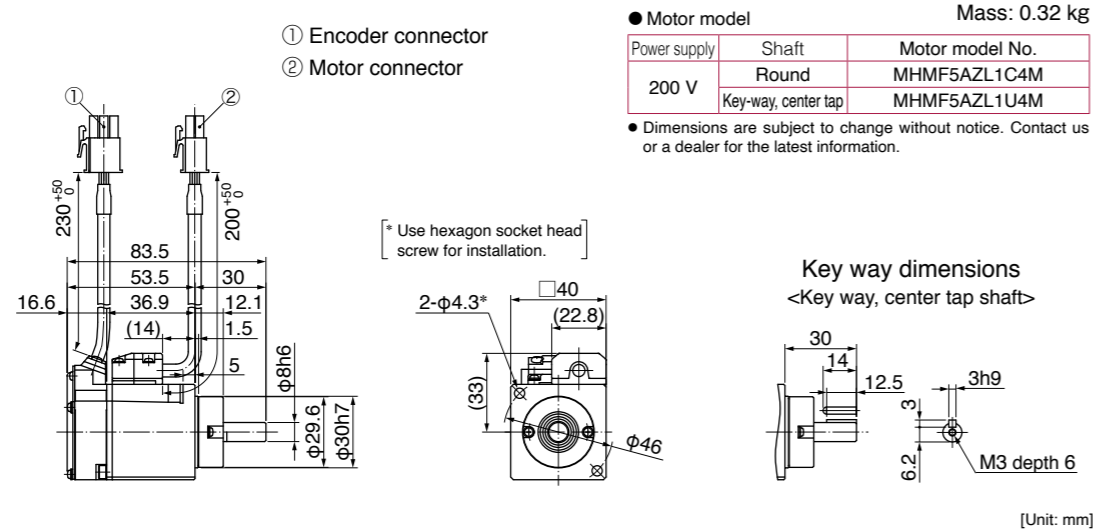 ① Encoder connector
② Motor connector
● Motor model
Mass: 0.32 kg
Power supply Shaft Motor model No.
200 V Round MHMF5AZL1C4M
Key-way, center tap MHMF5AZL1U4M
● Dimensions are subject to change without notice. Contact us
or a dealer for the latest information.
① ②
230 +50 0
200 +50 0
83.5
53.5 30
16.6 36.9 12.1
(14) 1.5
5
φ8h6
φ29.6
φ30h7
* Use hexagon socket head
screw for installation.
□40
2-φ4.3*
(22.8)
(33)
φ46
Key way dimensions
<Key way, center tap shaft>
30
14
12.5
3h9
3
6.2
M3 depth 6
[Unit: mm]